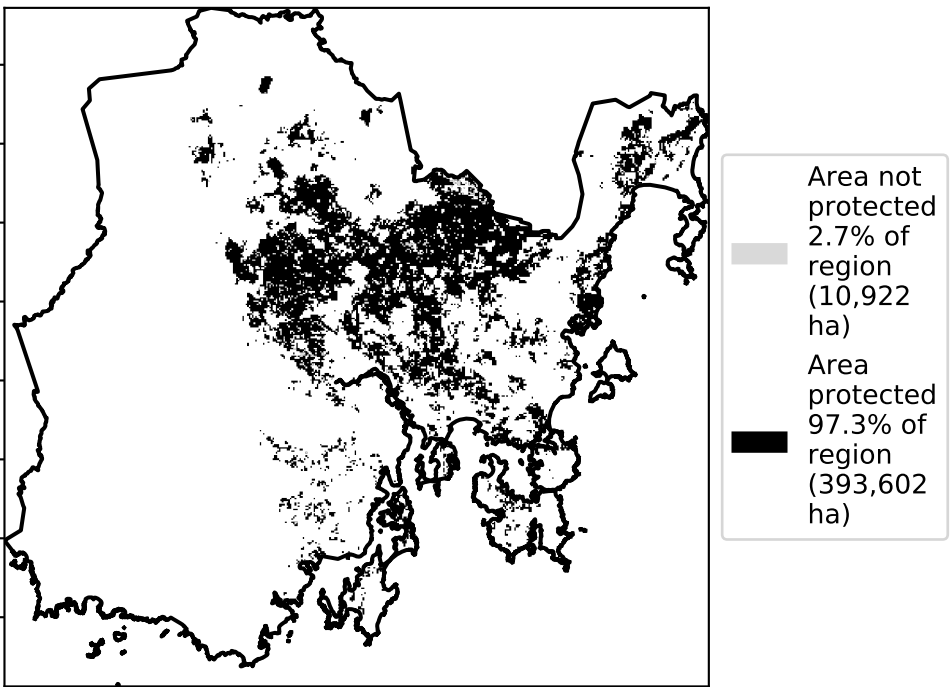 Area not
protected
2.7% of
region
(10,922
ha)
Area
protected
97.3% of
region
(393,602
ha)